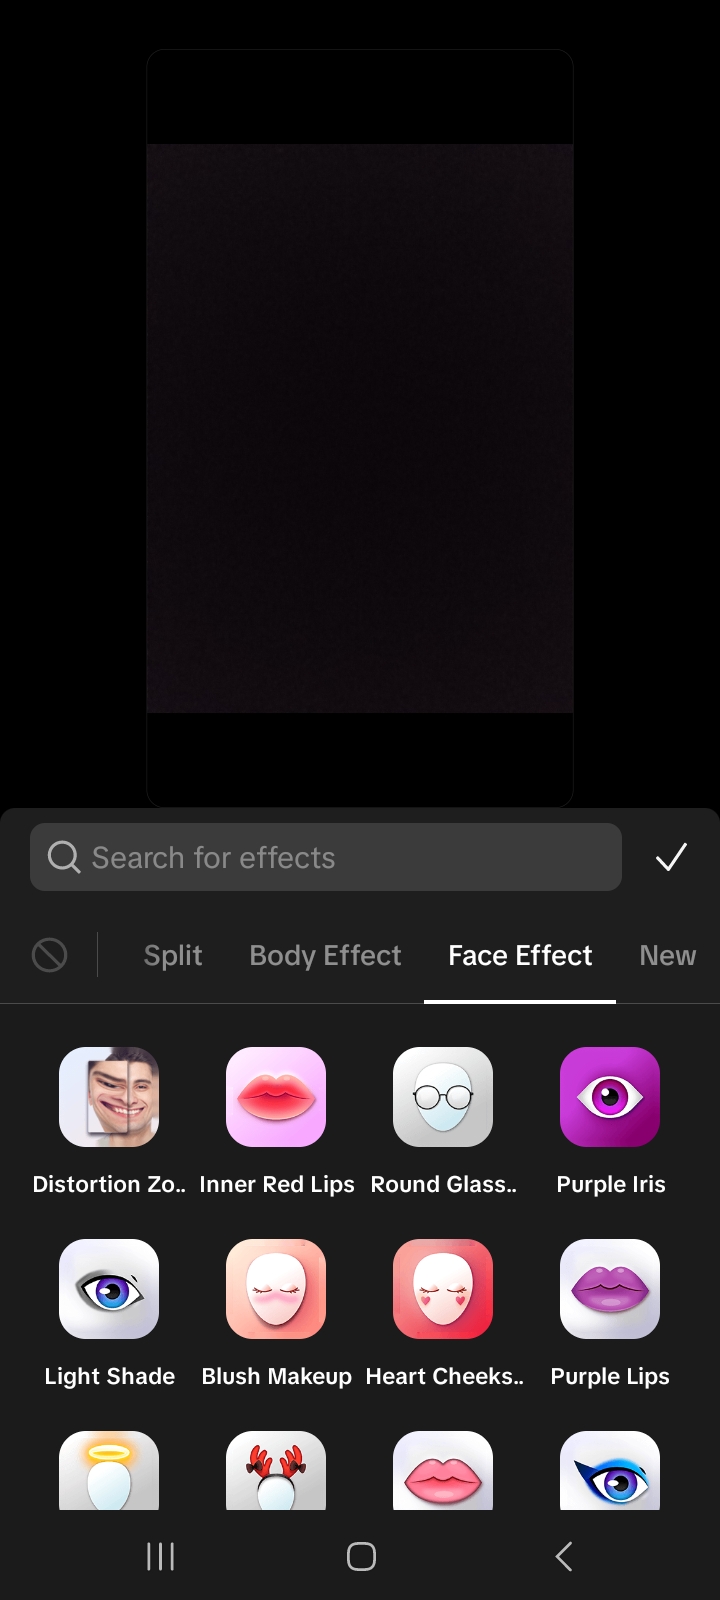 Search for effects
Split Body Effect Face Effect New
Distortion Zo.. Inner Red Lips Round Glass.. Purple Iris
Light Shade Blush Makeup Heart Cheeks.. Purple Lips